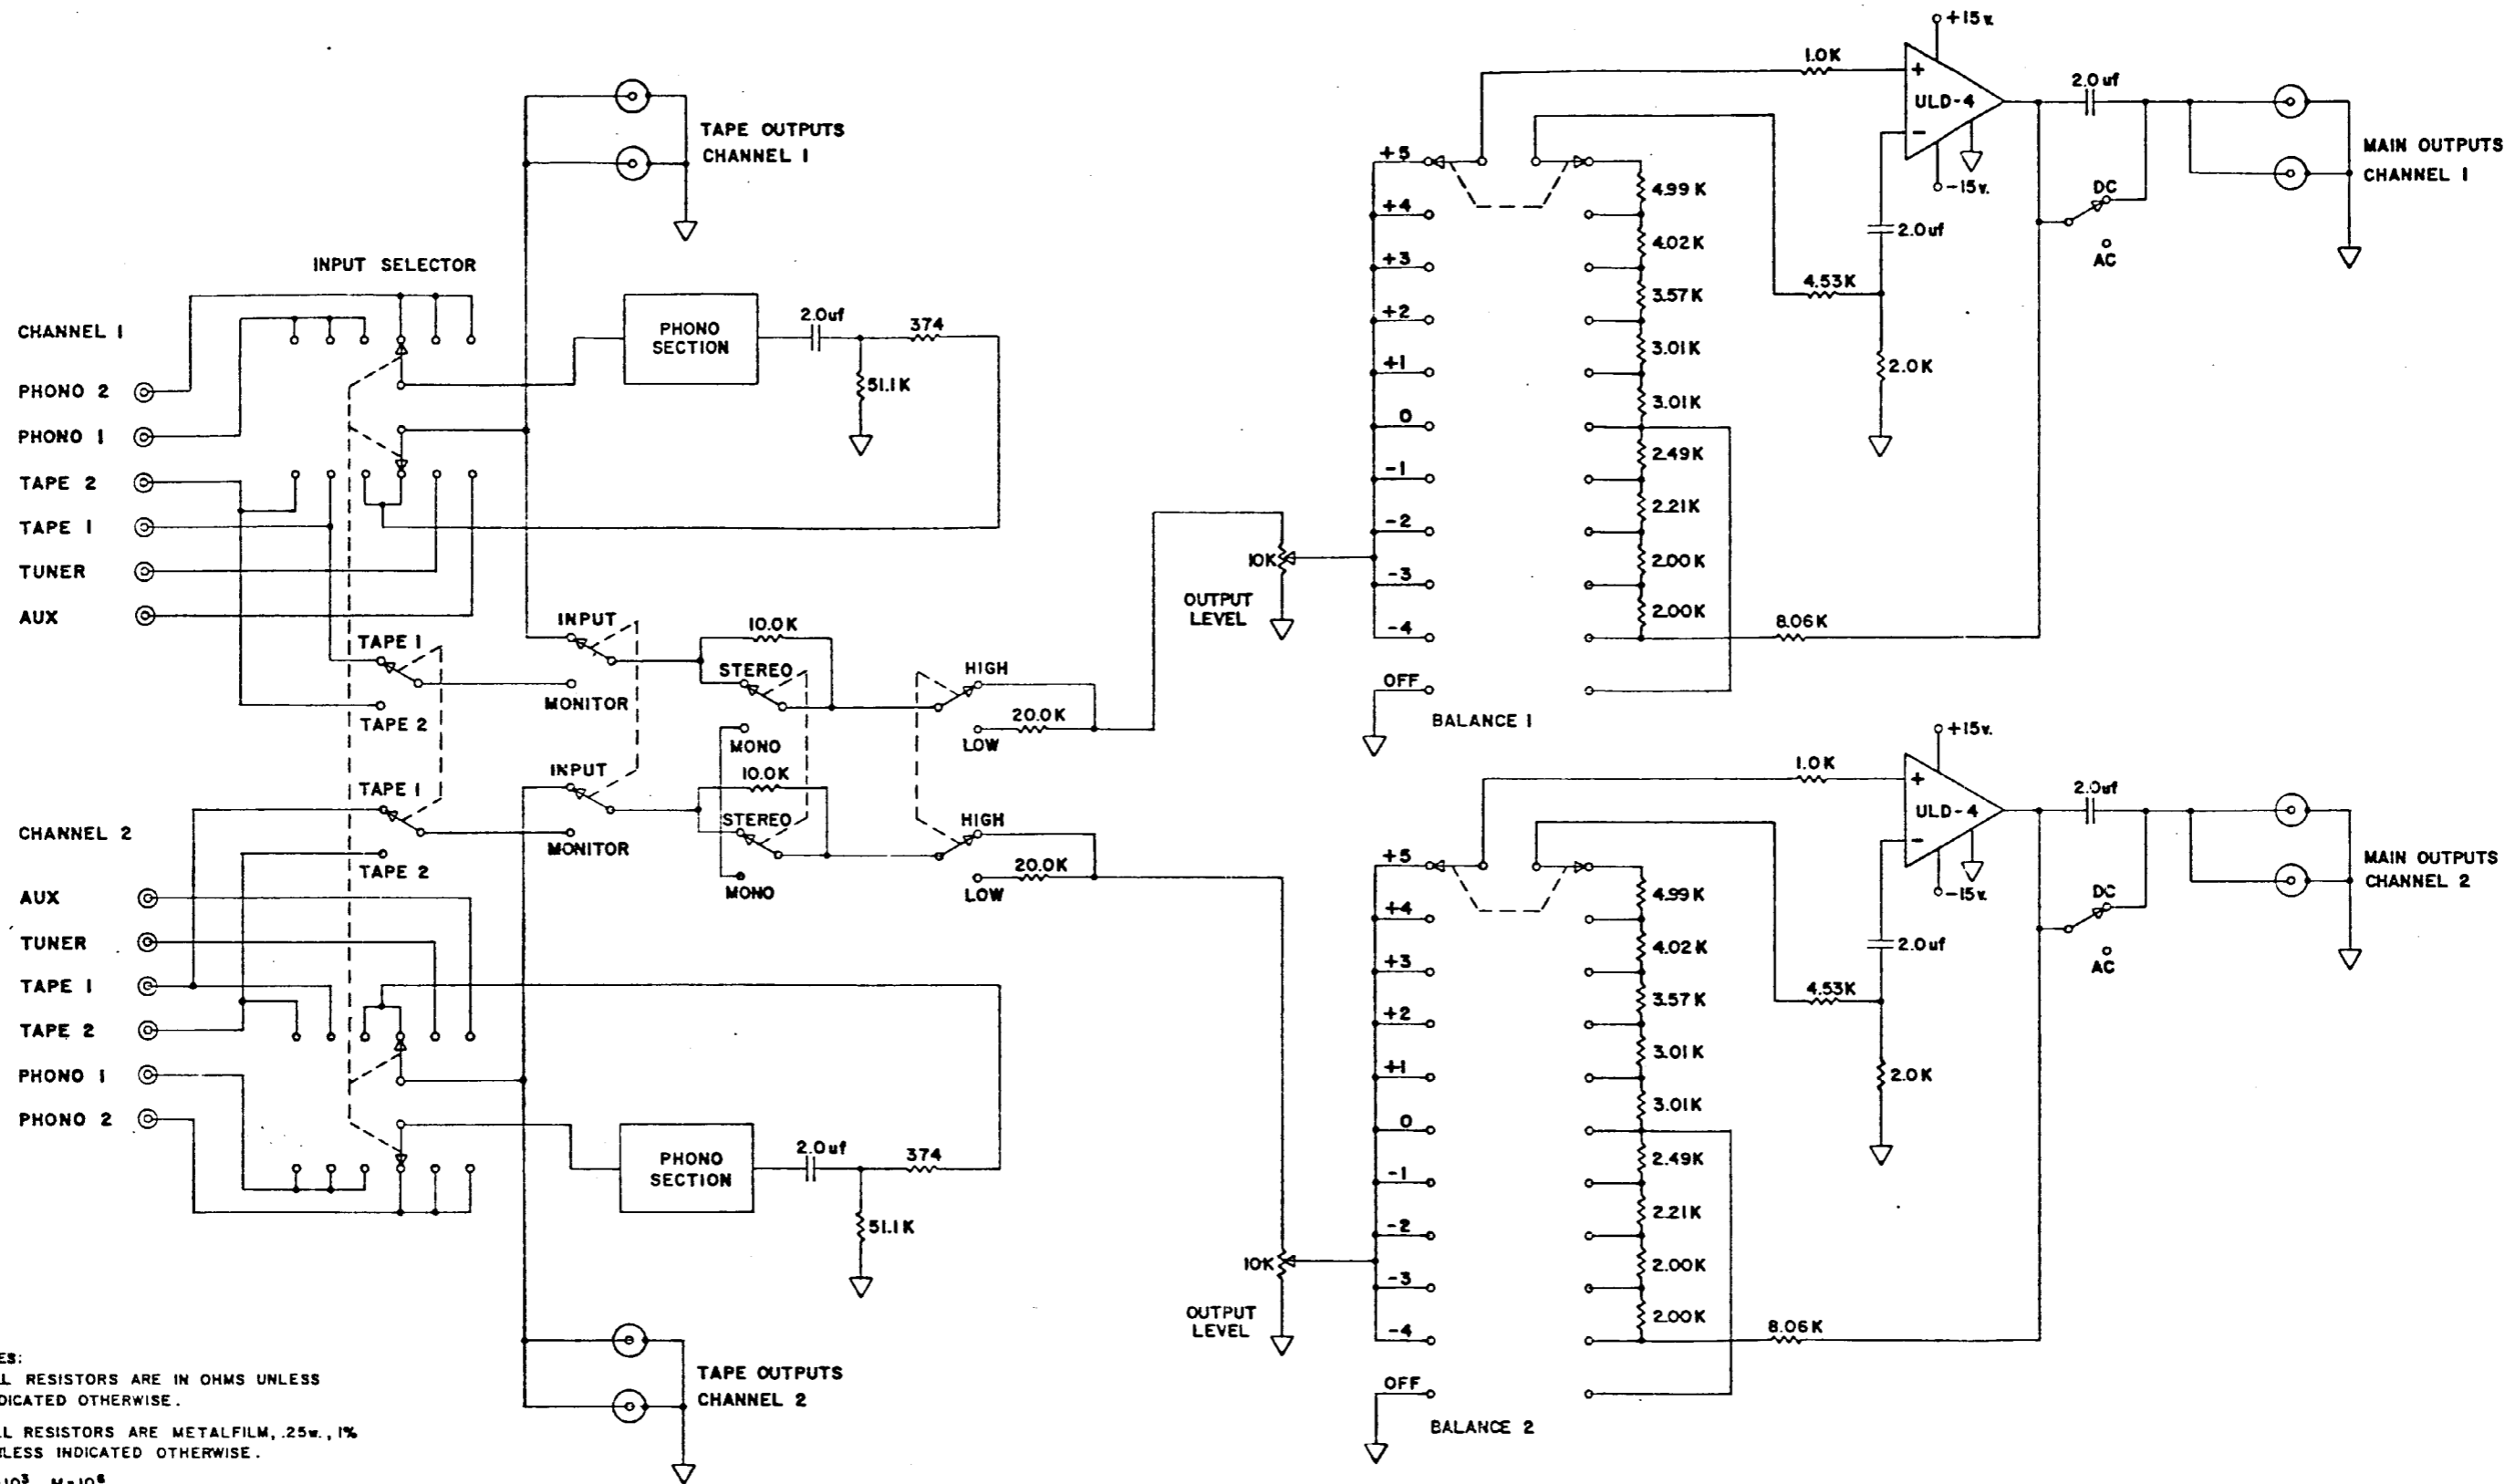 INPUT SELECTOR
CHANNEL 1
PHONO 2
PHONO 1
TAPE 2
TAPE 1
TUNER
AUX
TAPE OUTPUTS
CHANNEL 1
PHONO
SECTION
2.0uf
374
51.1K
TAPE 1
TAPE 2
INPUT
MONITOR
10.0K
STEREO
MONO
HIGH
20.0K
LOW
10K
OUTPUT
LEVEL
+5
+4
+3
+2
+1
0
-1
-2
-3
-4
OFF
BALANCE 1
4.99K
4.02K
3.57K
3.01K
3.01K
2.49K
2.21K
2.00K
2.00K
8.06K
1.0K
+15v.
+
ULD-4
-
-15v.
2.0uf
4.53K
2.0K
2.0uf
DC
AC
MAIN OUTPUTS
CHANNEL 1
CHANNEL 2
AUX
TUNER
TAPE 1
TAPE 2
PHONO 1
PHONO 2
TAPE 1
TAPE 2
INPUT
MONITOR
10.0K
STEREO
MONO
HIGH
20.0K
LOW
PHONO
SECTION
2.0uf
374
51.1K
TAPE OUTPUTS
CHANNEL 2
10K
OUTPUT
LEVEL
+5
+4
+3
+2
+1
0
-1
-2
-3
-4
OFF
BALANCE 2
4.99K
4.02K
3.57K
3.01K
3.01K
2.49K
2.21K
2.00K
2.00K
8.06K
1.0K
+15v.
+
ULD-4
-
-15v.
2.0uf
4.53K
2.0K
2.0uf
DC
AC
MAIN OUTPUTS
CHANNEL 2
RESISTORS ARE IN OHMS UNLESS
OTHERWISE.
RESISTORS ARE METALFILM, .25w., 1%
INDICATED OTHERWISE.